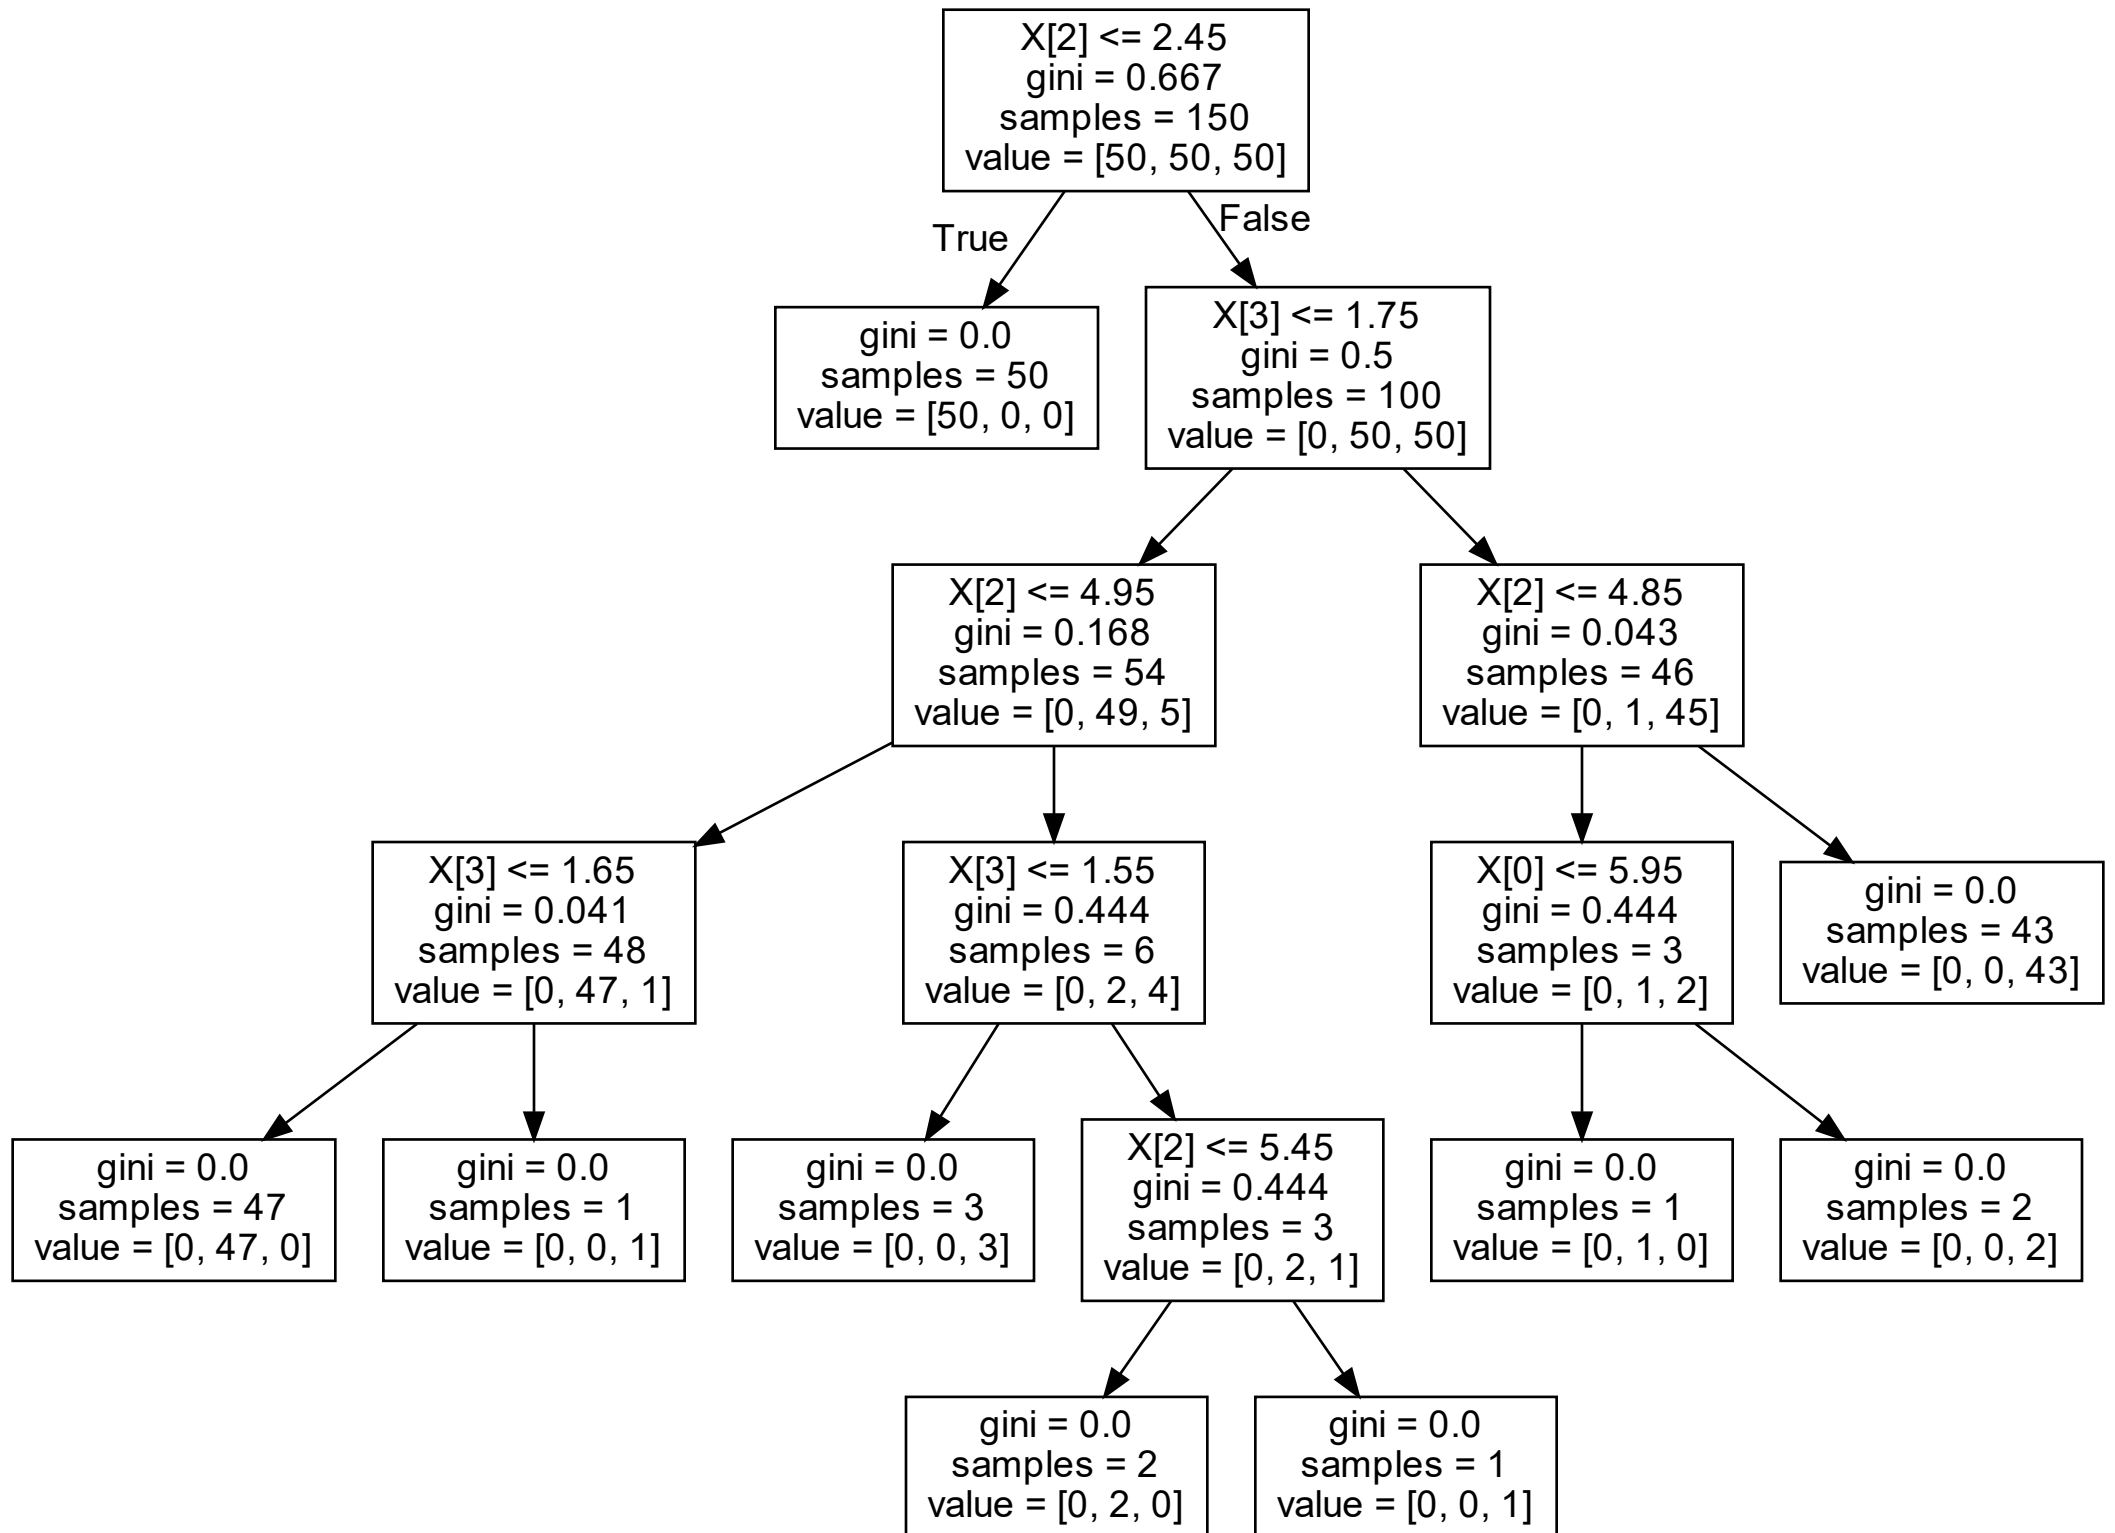 X[2] <= 2.45
gini = 0.667
samples = 150
value = [50, 50, 50]
True
False
gini = 0.0
samples = 50
value = [50, 0, 0]
X[3] <= 1.75
gini = 0.5
samples = 100
value = [0, 50, 50]
X[2] <= 4.95
gini = 0.168
samples = 54
value = [0, 49, 5]
X[2] <= 4.85
gini = 0.043
samples = 46
value = [0, 1, 45]
X[3] <= 1.65
gini = 0.041
samples = 48
value = [0, 47, 1]
X[3] <= 1.55
gini = 0.444
samples = 6
value = [0, 2, 4]
X[0] <= 5.95
gini = 0.444
samples = 3
value = [0, 1, 2]
gini = 0.0
samples = 43
value = [0, 0, 43]
gini = 0.0
samples = 47
value = [0, 47, 0]
gini = 0.0
samples = 1
value = [0, 0, 1]
gini = 0.0
samples = 3
value = [0, 0, 3]
X[2] <= 5.45
gini = 0.444
samples = 3
value = [0, 2, 1]
gini = 0.0
samples = 1
value = [0, 1, 0]
gini = 0.0
samples = 2
value = [0, 0, 2]
gini = 0.0
samples = 2
value = [0, 2, 0]
gini = 0.0
samples = 1
value = [0, 0, 1]